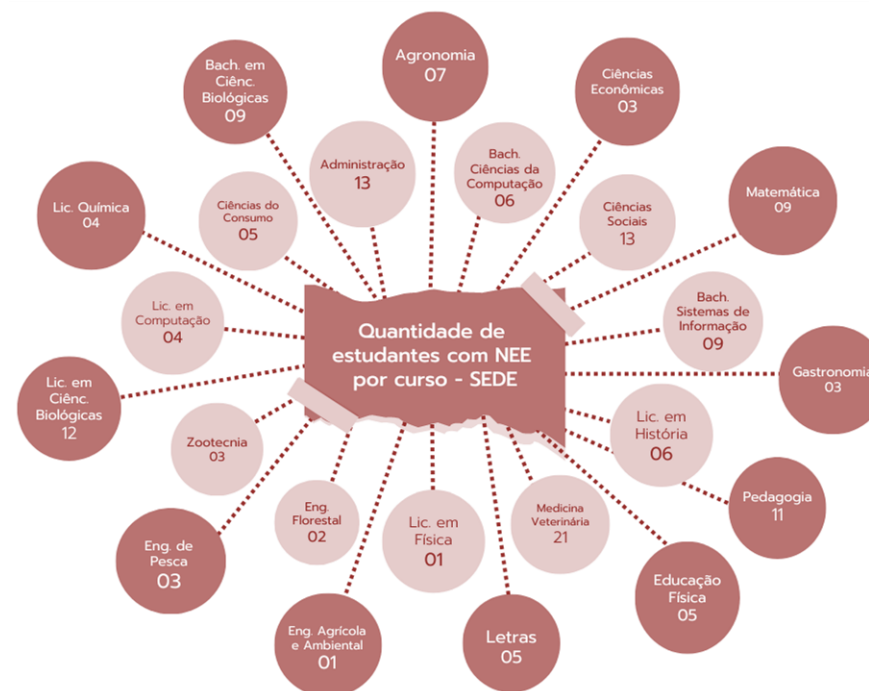 Agronomia
07
Bach. em
Ciênc.
Biológicas
09
Ciências
Econômicas
03
Administração
13
Bach.
Ciências da
Computação
06
Lic. Química
04
Ciências do
Consumo
05
Ciências
Sociais
13
Matemática
09
Lic. em
Computação
04
Quantidade de
estudantes com NEE
por curso - SEDE
Bach.
Sistemas de
Informação
09
Lic. em
Ciênc.
Biológicas
12
Gastronomia
03
Zootecnia
03
Lic. em
História
06
Eng.
Florestal
02
Lic. em
Física
01
Medicina
Veterinária
21
Pedagogia
11
Eng. de
Pesca
03
Educação
Física
05
Eng. Agrícola
e Ambiental
01
Letras
05